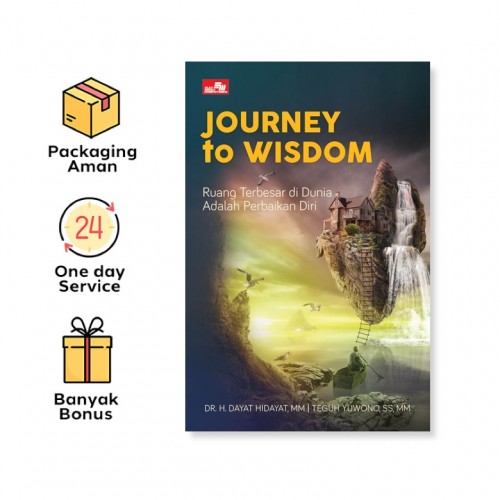 Packaging
Aman
24
One day
Service
Banyak
Bonus
JOURNEY
to WISDOM
Ruang Terbesar di Dunia
Adalah Perbaikan Diri
DR. H. DAYAT HIDAYAT, MM | TEGUH YUWONO, SS, MM